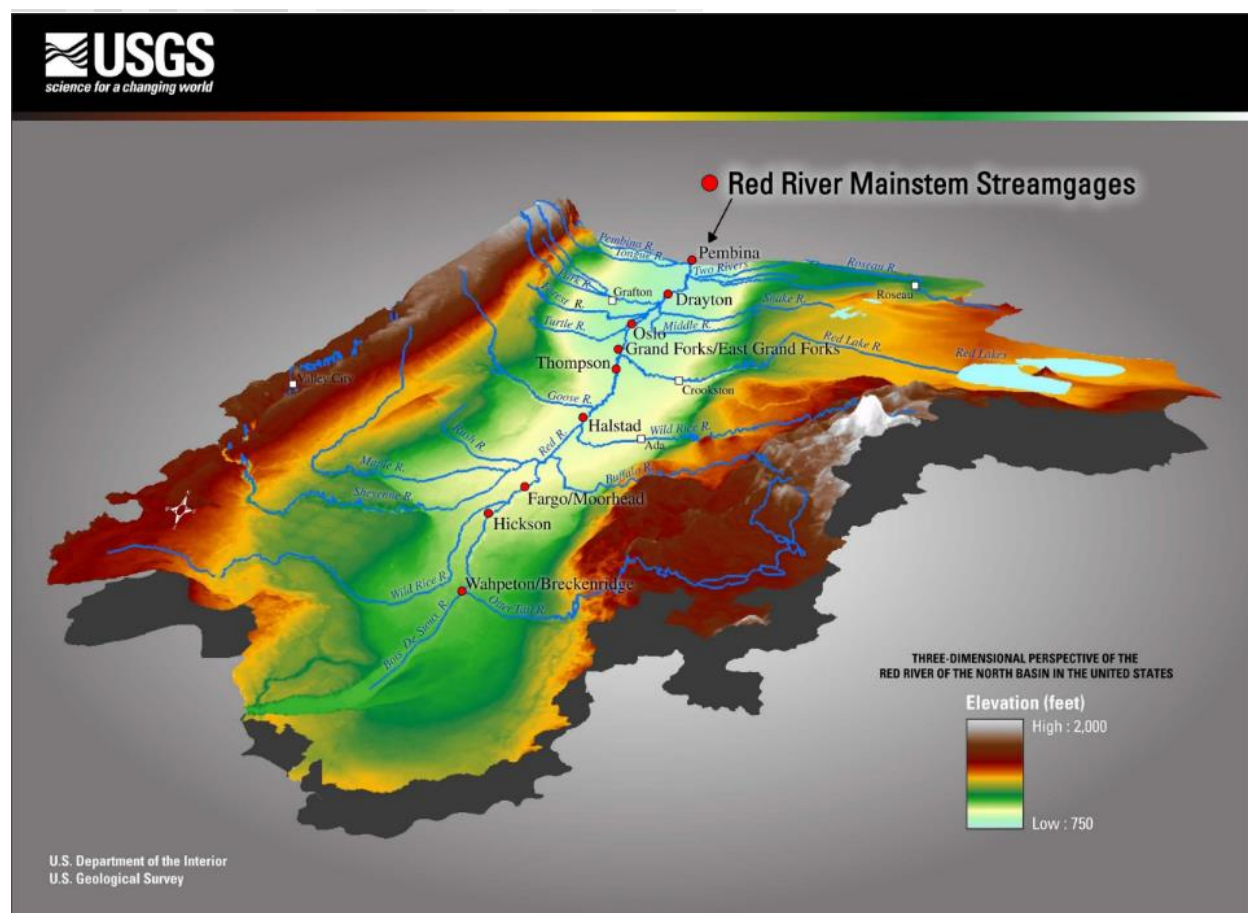 USGS
science for a changing world
Red River Mainstem Streamgages
Pembina R.
Tongue R.
Pembina
Two Rivers
Roseau R.
Roseau
Park R.
Grafton
Drayton
Forest R.
Snake R.
Turtle R.
Oslo
Middle R.
Grand Forks/East Grand Forks
Red Lake R.
Red Lakes
Thompson
Crookston
Valley City
Goose R.
Halstad
Wild Rice R.
Ada
Rush R.
Red R.
Maple R.
Buffalo R.
Sheyenne R.
Fargo/Moorhead
Hickson
Wild Rice R.
Wahpeton/Breckenridge
Otter Tail R.
Bois De Sioux R.
THREE-DIMENSIONAL PERSPECTIVE OF THE
RED RIVER OF THE NORTH BASIN IN THE UNITED STATES
Elevation (feet)
High : 2,000
Low : 750
U.S. Department of the Interior
U.S. Geological Survey